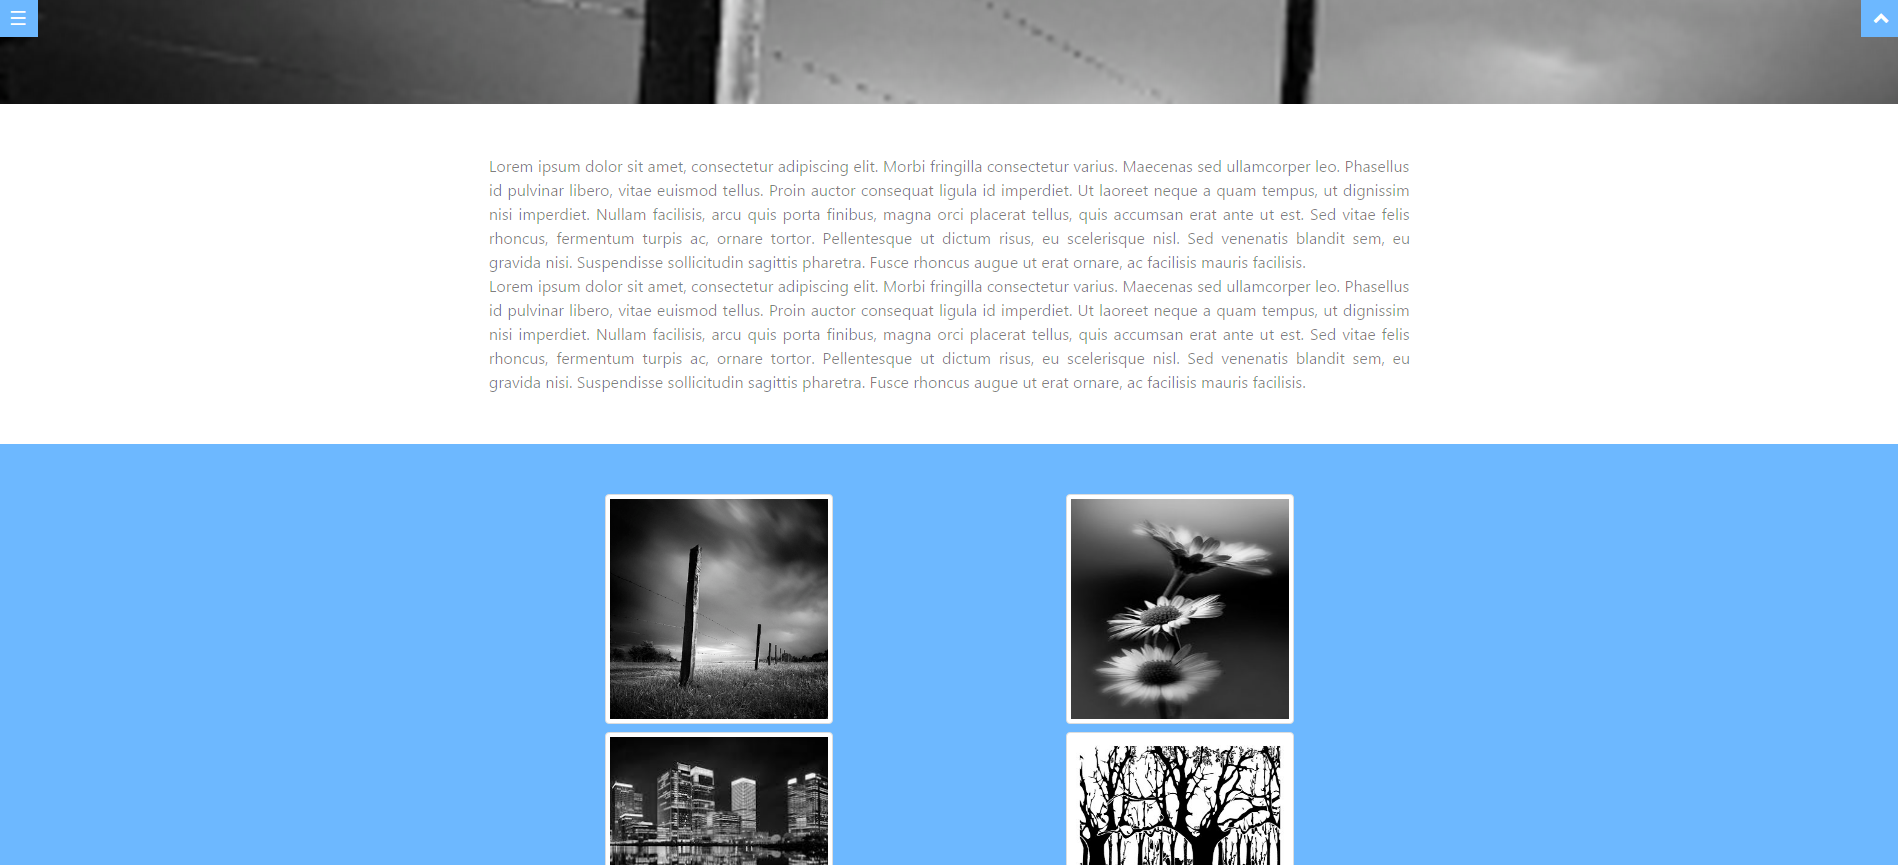 Lorem ipsum dolor sit amet, consectetur adipiscing elit. Morbi fringilla consectetur varius. Maecenas sed ullamcorper leo. Phasellus
id pulvinar libero, vitae euismod tellus. Proin auctor consequat ligula id imperdiet. Ut laoreet neque a quam tempus, ut dignissim
nisi imperdiet. Nullam facilisis, arcu quis porta finibus, magna orci placerat tellus, quis accumsan erat ante ut est. Sed vitae felis
rhoncus, fermentum turpis ac, ornare tortor. Pellentesque ut dictum risus, eu scelerisque nisl. Sed venenatis blandit sem, eu
gravida nisi. Suspendisse sollicitudin sagittis pharetra. Fusce rhoncus augue ut erat ornare, ac facilisis mauris facilisis.
Lorem ipsum dolor sit amet, consectetur adipiscing elit. Morbi fringilla consectetur varius. Maecenas sed ullamcorper leo. Phasellus
id pulvinar libero, vitae euismod tellus. Proin auctor consequat ligula id imperdiet. Ut laoreet neque a quam tempus, ut dignissim
nisi imperdiet. Nullam facilisis, arcu quis porta finibus, magna orci placerat tellus, quis accumsan erat ante ut est. Sed vitae felis
rhoncus, fermentum turpis ac, ornare tortor. Pellentesque ut dictum risus, eu scelerisque nisl. Sed venenatis blandit sem, eu
gravida nisi. Suspendisse sollicitudin sagittis pharetra. Fusce rhoncus augue ut erat ornare, ac facilisis mauris facilisis.